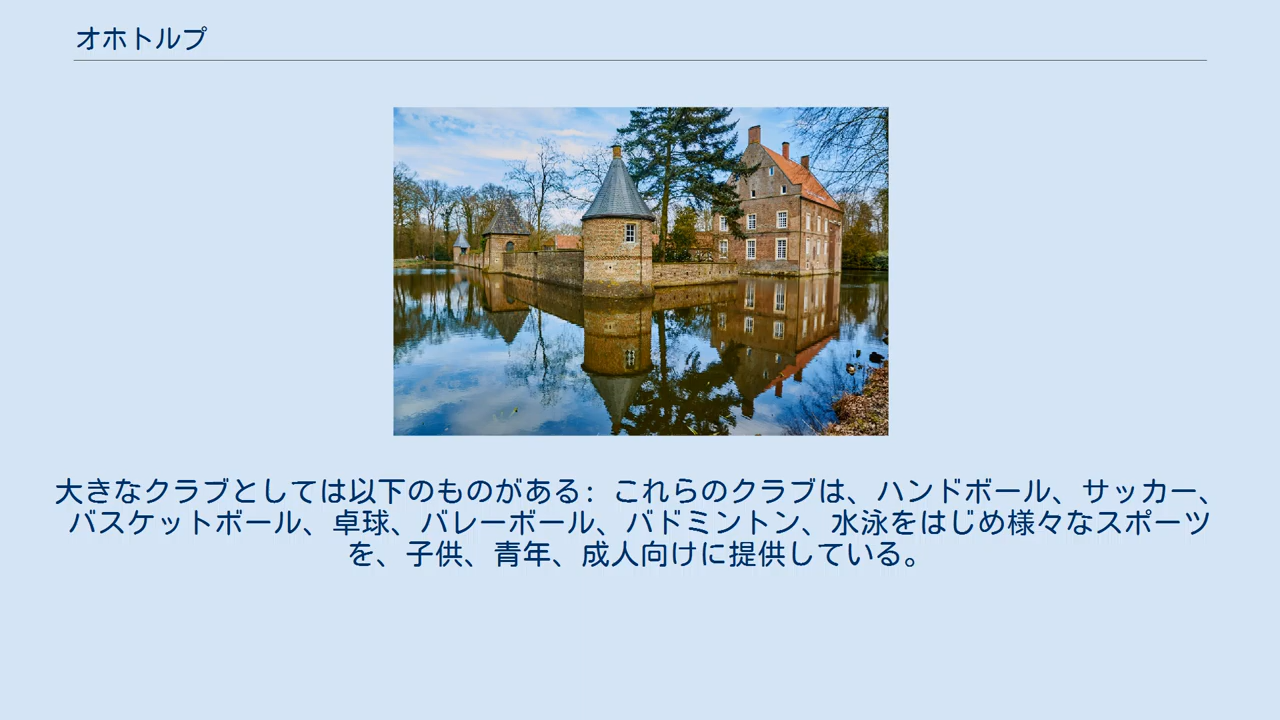 オホトルプ
大きなクラブとしては以下のものがある: これらのクラブは、ハンドボール、サッカー、
バスケットボール、卓球、バレーボール、バドミントン、水泳をはじめ様々なスポーツ
を、子供、青年、成人向けに提供している。